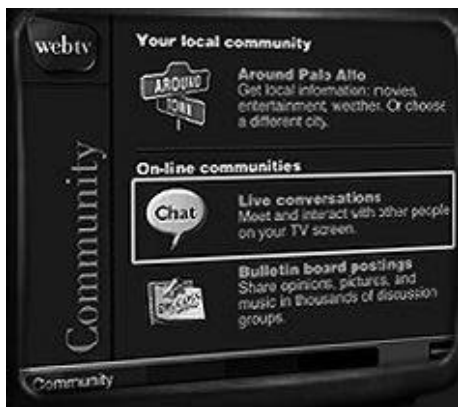 webtv
Your local community
AROUND
TOWN
Around Palo Alto
Get local information: movies,
entertainment, weather. Or choose
a different city.
On-line communities
Chat
Live conversations
Meet and interact with other people
on your TV screen.
Bulletin board postings
Share opinions, pictures, and
music in thousands of discussion
groups.
Community
Community